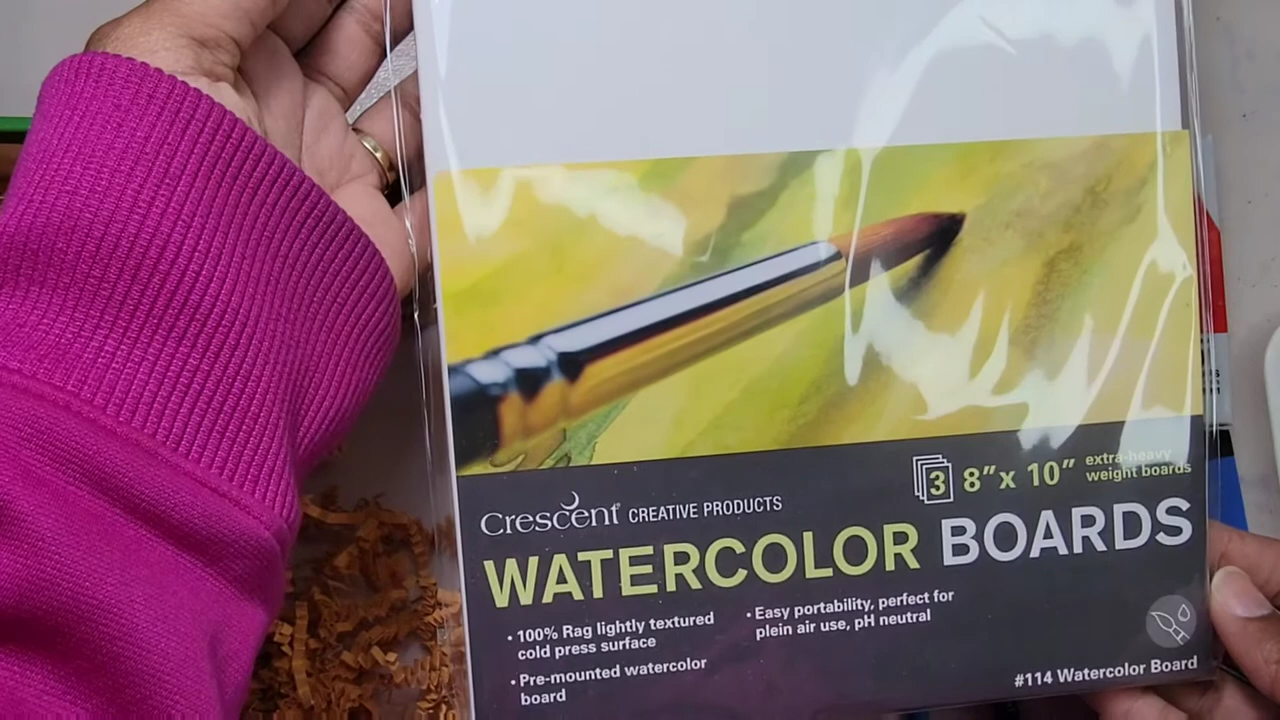 3 8” x 10” extra-heavy
weight boards
Crescent CREATIVE PRODUCTS
WATERCOLOR BOARDS
• 100% Rag lightly textured
cold press surface
• Pre-mounted watercolor
board
• Easy portability, perfect for
plein air use, pH neutral
#114 Watercolor Board